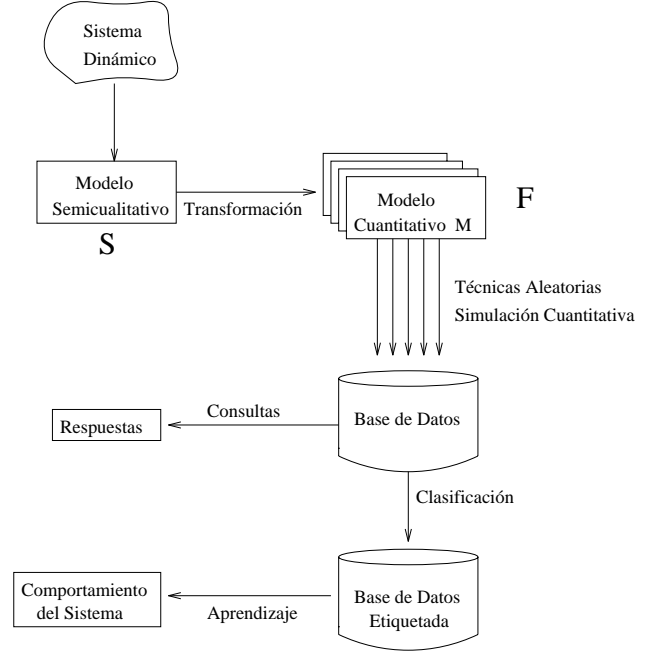 Sistema
Dinámico
Modelo
Semicualitativo
S
Transformación
Modelo
Cuantitativo M
F
Técnicas Aleatorias
Simulación Cuantitativa
Base de Datos
Consultas
Respuestas
Clasificación
Base de Datos
Etiquetada
Aprendizaje
Comportamiento
del Sistema